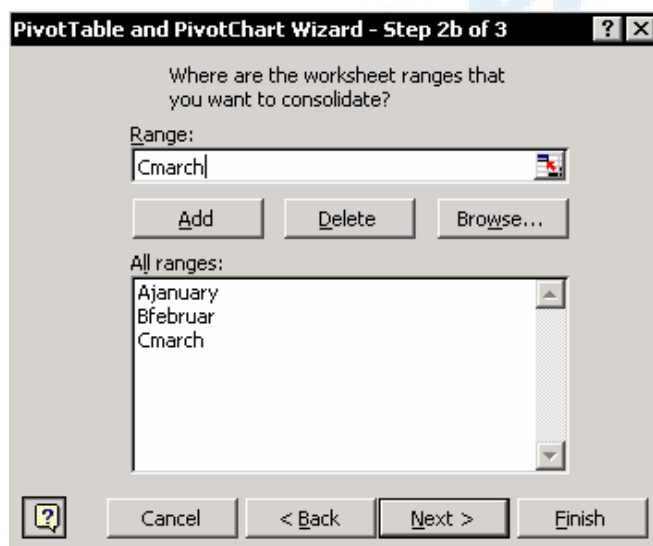 PivotTable and PivotChart Wizard - Step 2b of 3 ? ×
Where are the worksheet ranges that
you want to consolidate?
Range:
Cmarch
Add Delete Browse...
All ranges:
Ajanuary
Bfebruar
Cmarch
? Cancel < Back Next > Finish